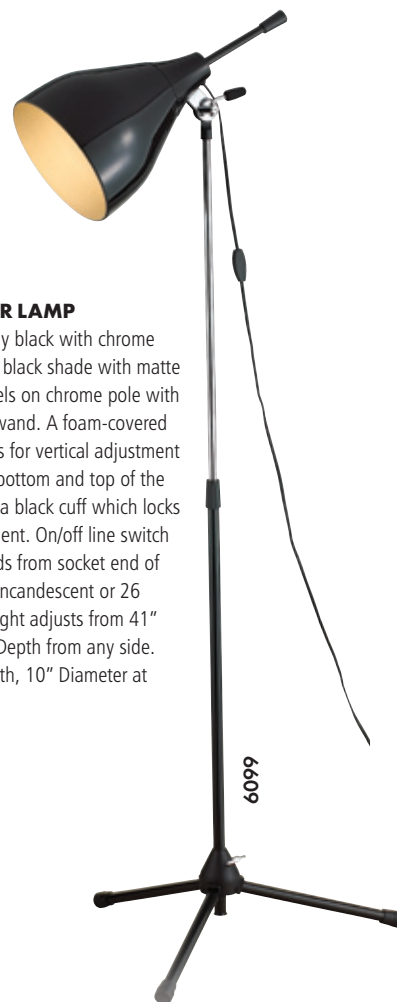 R LAMP
y black with chrome
black shade with matte
els on chrome pole with
wand. A foam-covered
s for vertical adjustment
bottom and top of the
a black cuff which locks
ent. On/off line switch
ds from socket end of
ncandescent or 26
ght adjusts from 41”
Depth from any side.
th, 10” Diameter at
6099